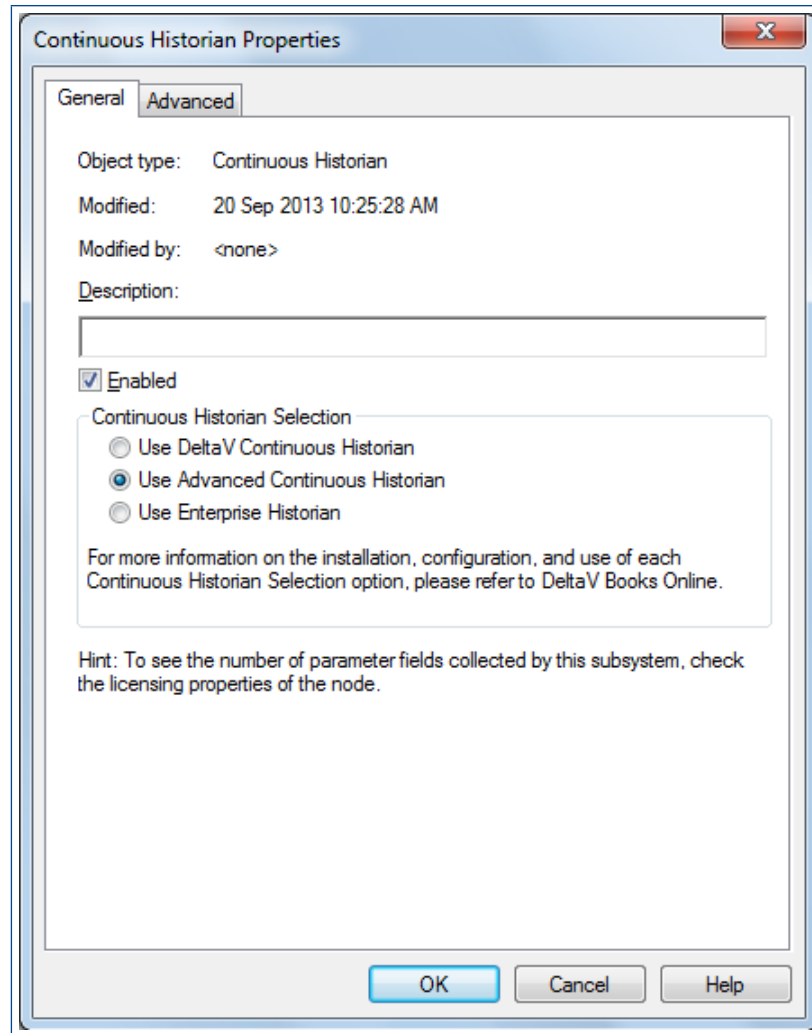 Continuous Historian Properties
General
Advanced
Object type: Continuous Historian
Modified: 20 Sep 2013 10:25:28 AM
Modified by: <none>
Description:
Enabled
Continuous Historian Selection
Use DeltaV Continuous Historian
Use Advanced Continuous Historian
Use Enterprise Historian
For more information on the installation, configuration, and use of each
Continuous Historian Selection option, please refer to DeltaV Books Online.
Hint: To see the number of parameter fields collected by this subsystem, check
the licensing properties of the node.
OK
Cancel
Help